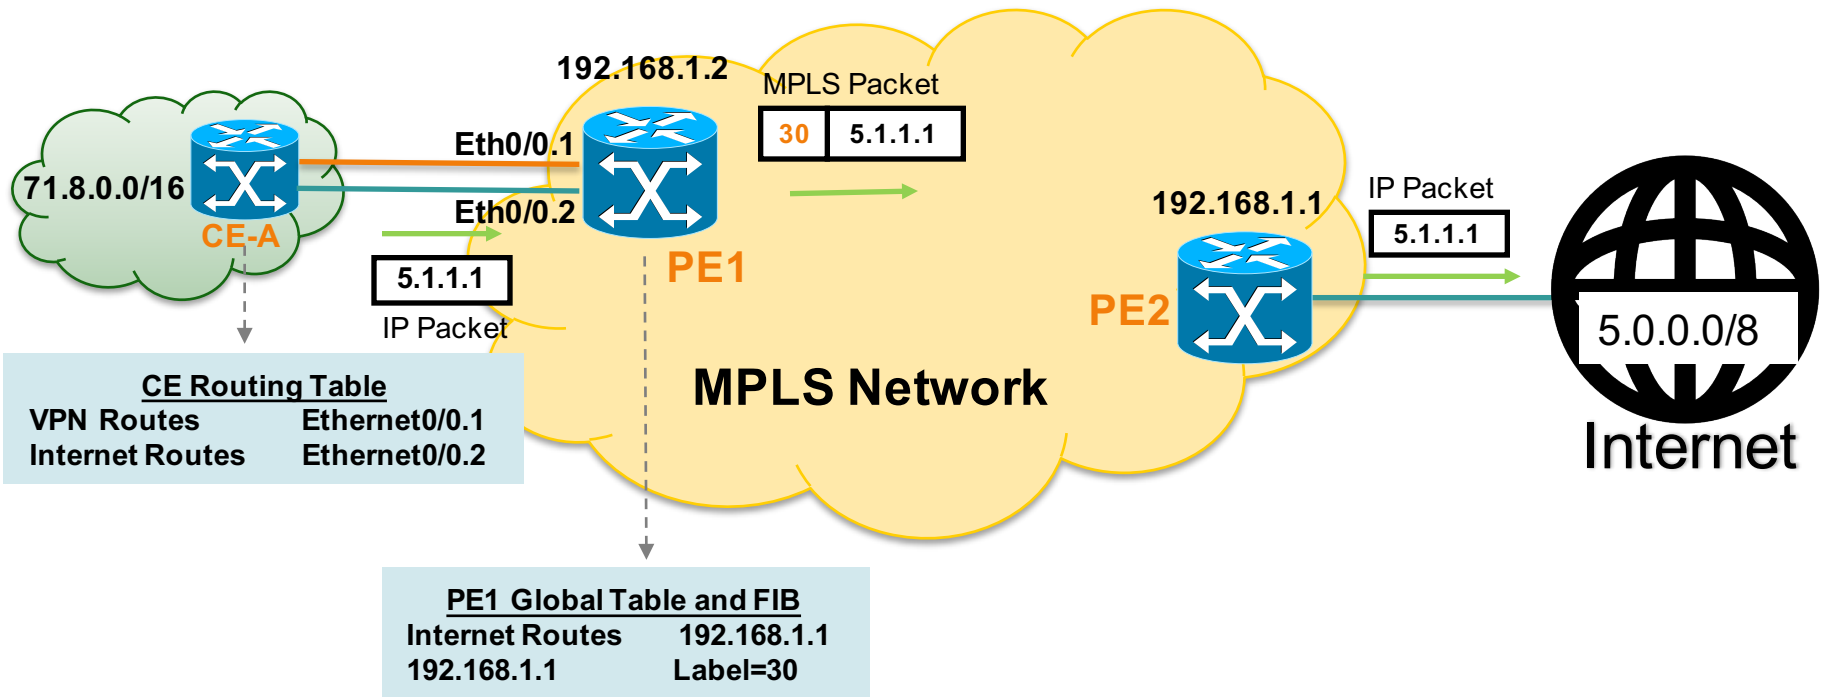 192.168.1.2
MPLS Packet
30 5.1.1.1
Eth0/0.1
71.8.0.0/16
CE-A
Eth0/0.2
PE1
5.1.1.1
IP Packet
192.168.1.1
PE2
IP Packet
5.1.1.1
5.0.0.0/8
Internet
MPLS Network
CE Routing Table
VPN Routes Ethernet0/0.1
Internet Routes Ethernet0/0.2
PE1 Global Table and FIB
Internet Routes 192.168.1.1
192.168.1.1 Label=30